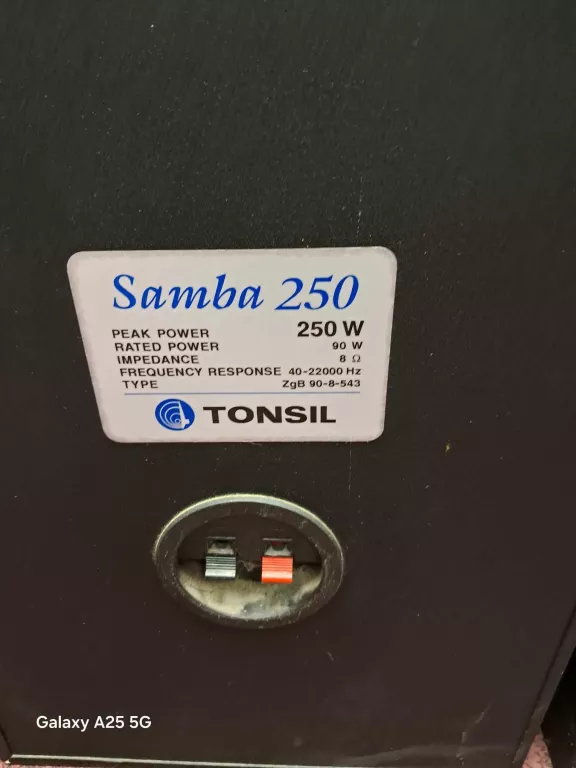 Samba 250
PEAK POWER 250 W
RATED POWER 90 W
IMPEDANCE 8 Ω
FREQUENCY RESPONSE 40-22000 Hz
TYPE ZgB 90-8-543
TONSIL
Galaxy A25 5G